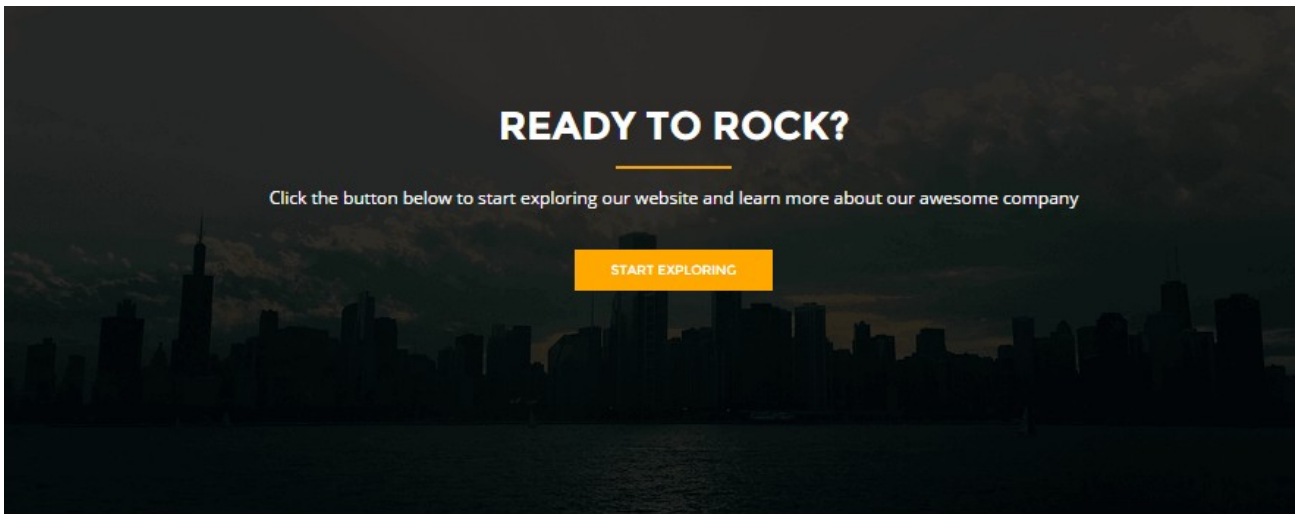 READY TO ROCK?
Click the button below to start exploring our website and learn more about our awesome company
START EXPLORING